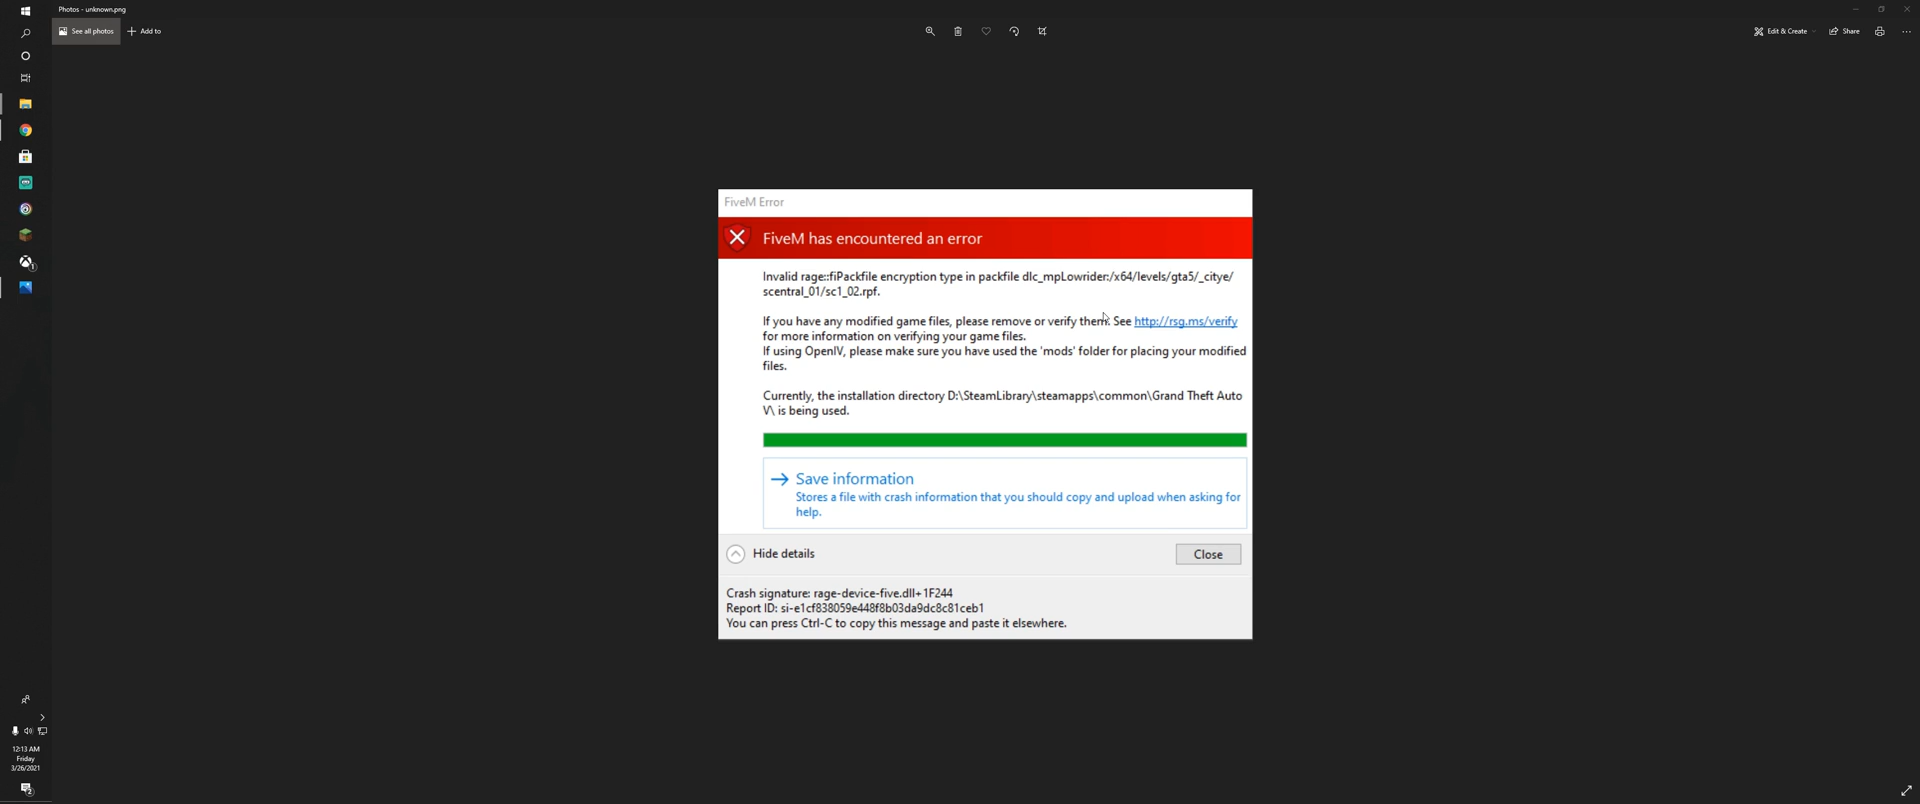 Photos - unknown.png
See all photos
Add to
Edit & Create
Share
FiveM Error
FiveM has encountered an error
Invalid rage::fiPackfile encryption type in packfile dlc_mpLowrider:/x64/levels/gta5/_citye/
scentral_01/sc1_02.rpf.
If you have any modified game files, please remove or verify them. See http://rsg.ms/verify
for more information on verifying your game files.
If using OpenIV, please make sure you have used the 'mods' folder for placing your modified
files.
Currently, the installation directory D:\SteamLibrary\steamapps\common\Grand Theft Auto
V\ is being used.
Save information
Stores a file with crash information that you should copy and upload when asking for
help.
Hide details
Close
Crash signature: rage-device-five.dll+1F244
Report ID: si-e1cf838059e448f8b03da9dc8c81ceb1
You can press Ctrl-C to copy this message and paste it elsewhere.
1
12:13 AM
Friday
3/26/2021
2